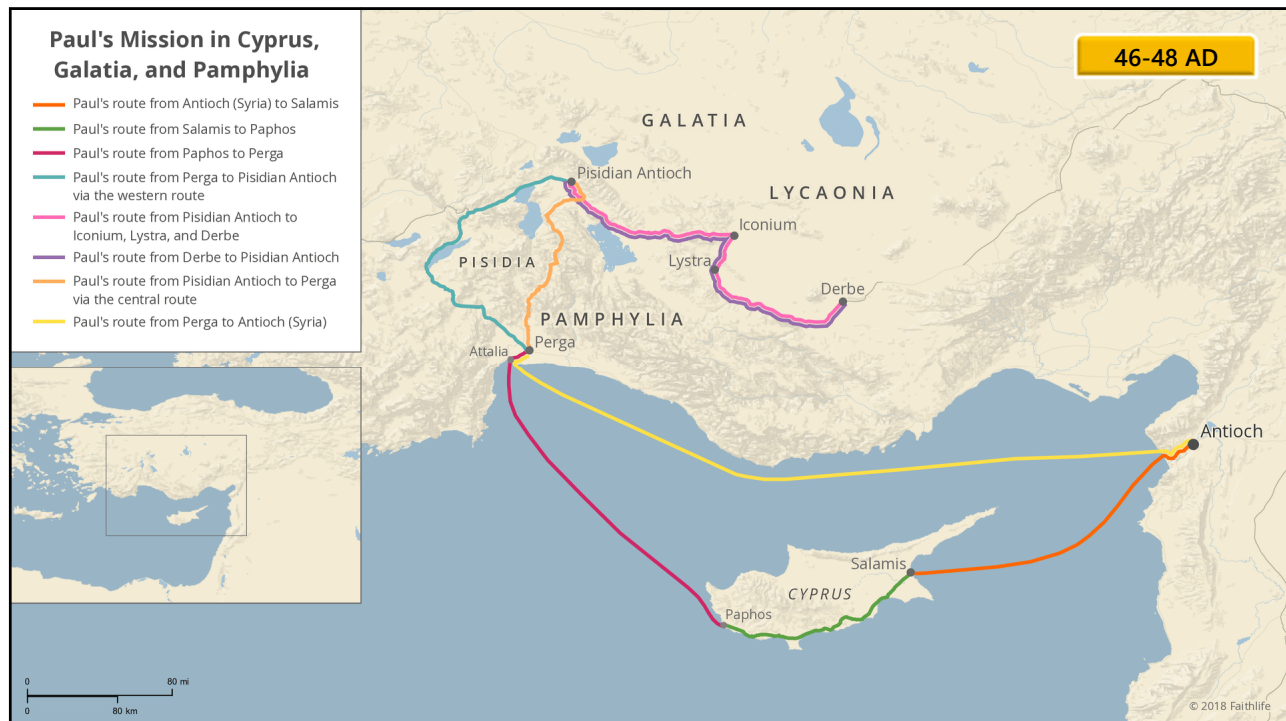 Paul's Mission in Cyprus,
Galatia, and Pamphylia
Paul's route from Antioch (Syria) to Salamis
Paul's route from Salamis to Paphos
Paul's route from Paphos to Perga
Paul's route from Perga to Pisidian Antioch
via the western route
Paul's route from Pisidian Antioch to
Iconium, Lystra, and Derbe
Paul's route from Derbe to Pisidian Antioch
Paul's route from Pisidian Antioch to Perga
via the central route
Paul's route from Perga to Antioch (Syria)
46-48 AD
GALATIA
Pisidian Antioch
LYCAONIA
Iconium
Lystra
PISIDIA
Derbe
PAMPHYLIA
Perga
Attalia
Antioch
Salamis
CYPRUS
Paphos
0 80 mi
0 80 km
© 2018 Faithlife